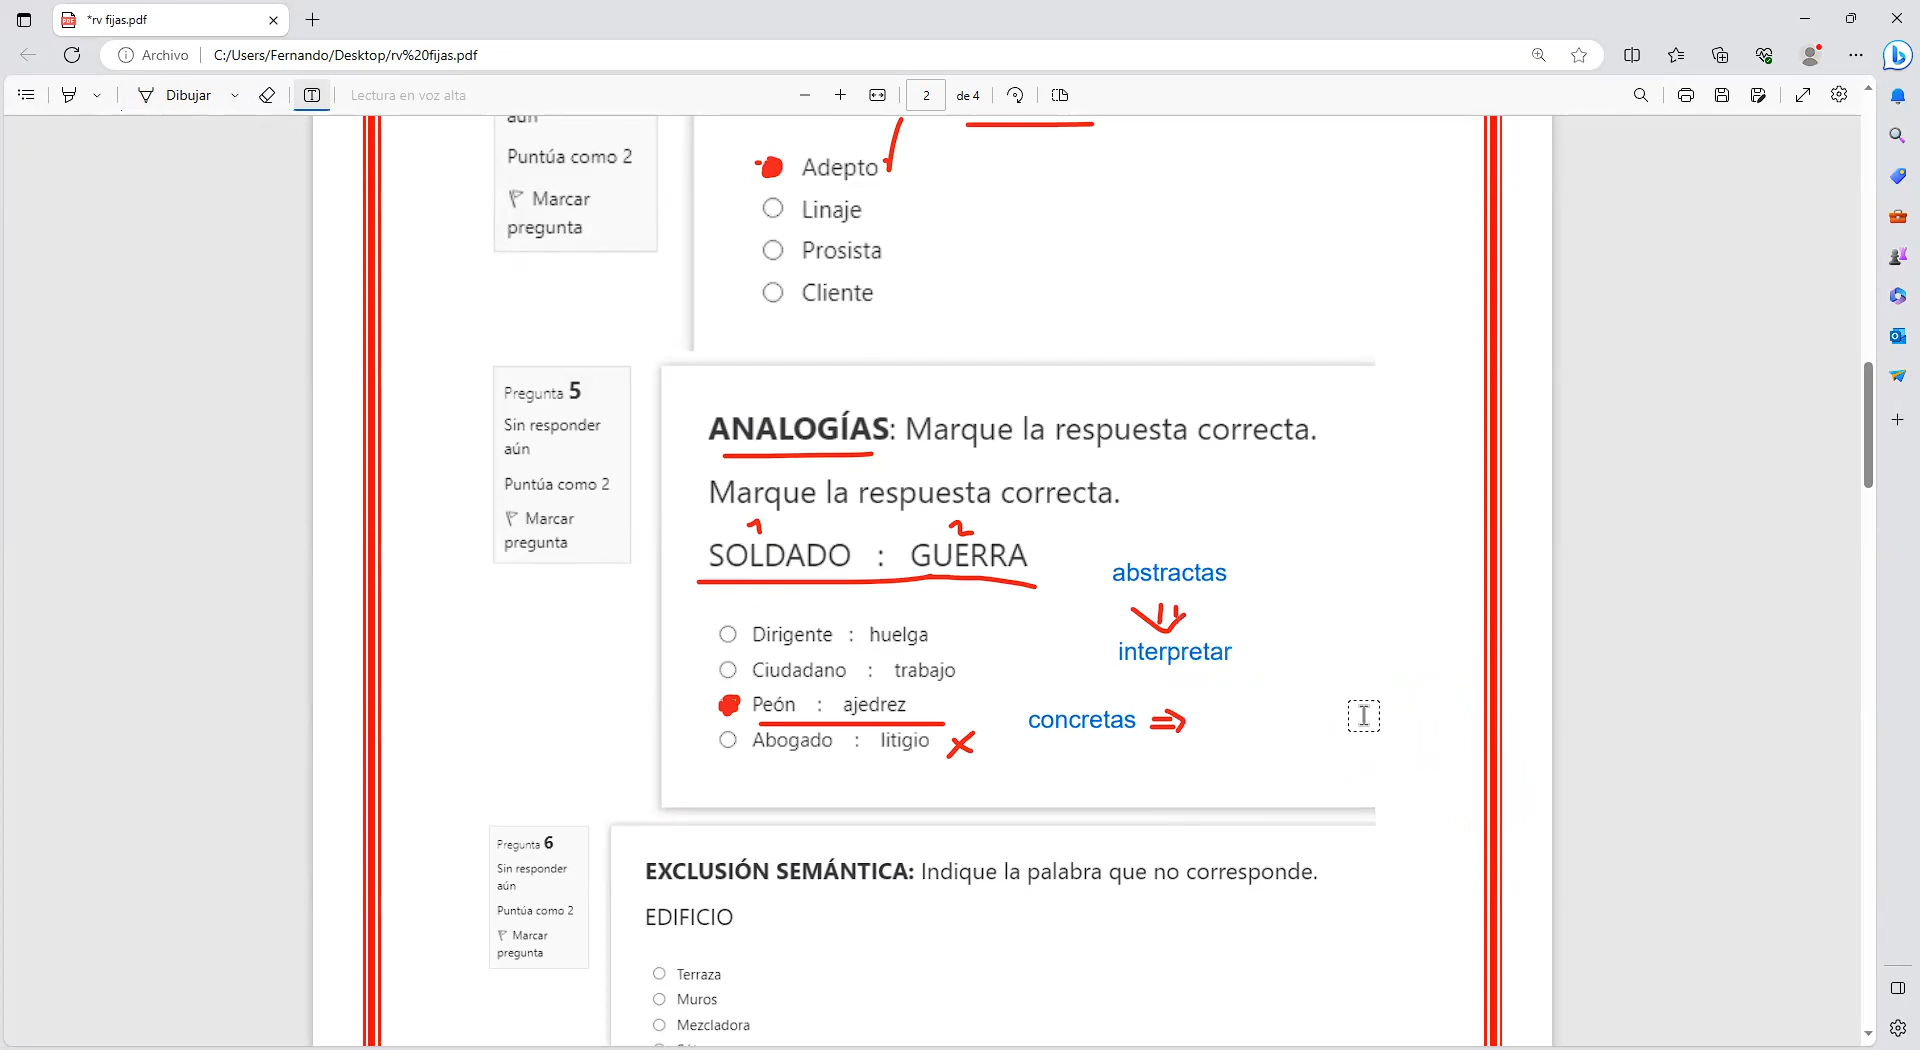 *rv fijas.pdf
Archivo
C:/Users/Fernando/Desktop/rv%20fijas.pdf
Dibujar
Lectura en voz alta
2
de 4
aún
Puntúa como 2
Marcar
pregunta
Adepto
Linaje
Prosista
Cliente
Pregunta 5
Sin responder
aún
Puntúa como 2
Marcar
pregunta
ANALOGÍAS: Marque la respuesta correcta.
Marque la respuesta correcta.
1 2
SOLDADO : GUERRA
abstractas
interpretar
Dirigente : huelga
Ciudadano : trabajo
Peón : ajedrez
Abogado : litigio
concretas
Pregunta 6
Sin responder
aún
Puntúa como 2
Marcar
pregunta
EXCLUSIÓN SEMÁNTICA: Indique la palabra que no corresponde.
EDIFICIO
Terraza
Muros
Mezcladora